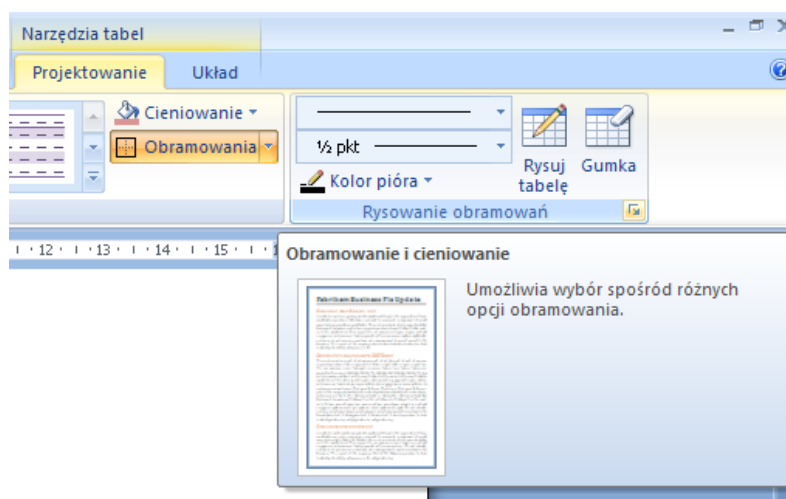 Narzędzia tabel
Projektowanie Układ
Cieniowanie
Obramowania
½ pkt
Kolor pióra
Rysuj tabelę
Gumka
Rysowanie obramowań
12 13 14 15
Obramowanie i cieniowanie
Umożliwia wybór spośród różnych
opcji obramowania.